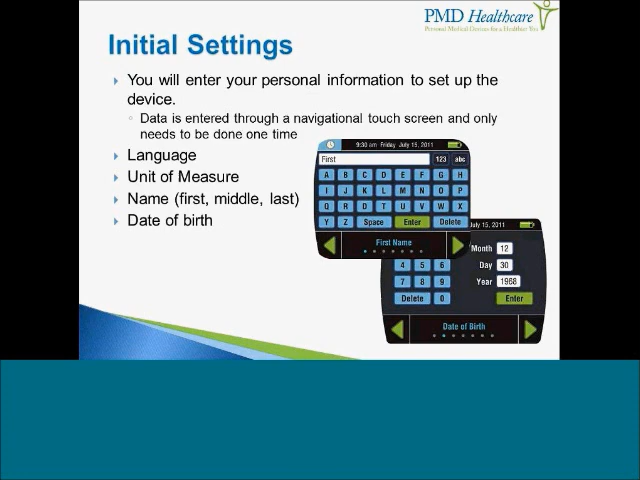 PMD Healthcare
Personal Medical Devices for a Healthier You
Initial Settings
You will enter your personal information to set up the
device.
Data is entered through a navigational touch screen and only
needs to be done one time
Language
Unit of Measure
Name (first, middle, last)
Date of birth
9:30 am Friday July 15, 2011
First 123 abc
A B C D E F G H
I J K L M N O P
Q R D T U V W X
Y Z Space Enter Delete
First Name
July 15, 2011
Month 12
4 5 6 Day 30
7 8 9 Year 1968
Delete 0 Enter
Date of Birth